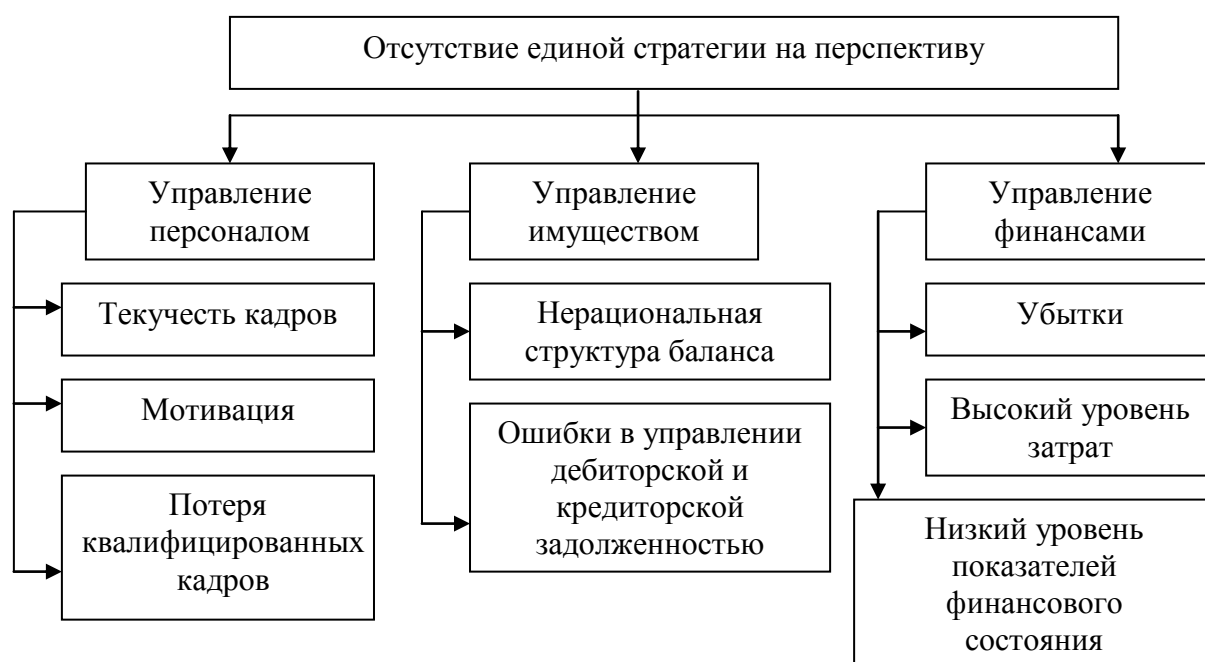 Отсутствие единой стратегии на перспективу
Управление
персоналом
Текучесть кадров
Мотивация
Потеря
квалифицированных
кадров
Управление
имуществом
Нерациональная
структура баланса
Ошибки в управлении
дебиторской и
кредиторской
задолженностью
Управление
финансами
Убытки
Высокий уровень
затрат
Низкий уровень
показателей
финансового
состояния